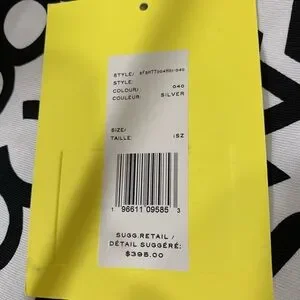 STYLE/
STYLE:
COLOUR/ 040
COULEUR: SILVER
SIZE/
TAILLE: 1SZ
1 96611 09585 3
SUGG.RETAIL /
DÉTAIL SUGGÉRÉ:
$395.00